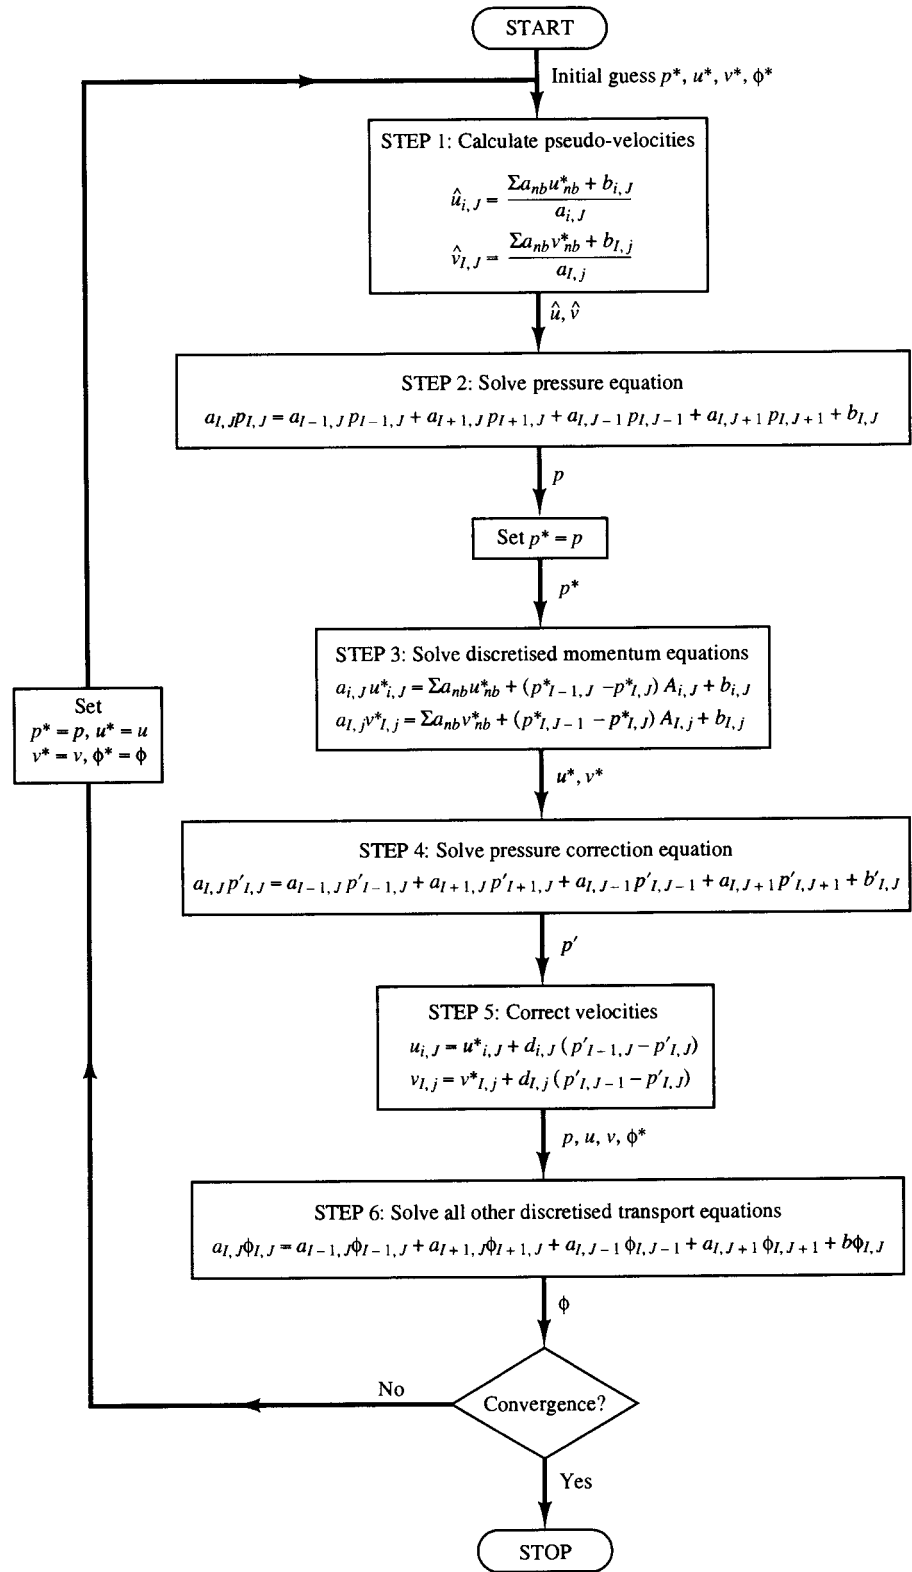 START
Initial guess p*, u*, v*, ϕ*
STEP 1: Calculate pseudo-velocities
û_{i, J} = (Σa_{nb}u*_{nb} + b_{i, J}) / a_{i, J}
v̂_{I, J} = (Σa_{nb}v*_{nb} + b_{I, j}) / a_{I, j}
û, v̂
STEP 2: Solve pressure equation
a_{I, J}p_{I, J} = a_{I−1, J} p_{I−1, J} + a_{I+1, J} p_{I+1, J} + a_{I, J−1} p_{I, J−1} + a_{I, J+1} p_{I, J+1} + b_{I, J}
p
Set p* = p
p*
STEP 3: Solve discretised momentum equations
a_{i, J} u*_{i, J} = Σa_{nb}u*_{nb} + (p*_{I−1, J} − p*_{I, J}) A_{i, J} + b_{i, J}
a_{I, j}v*_{I, j} = Σa_{nb}v*_{nb} + (p*_{I, J−1} − p*_{I, J}) A_{I, j} + b_{I, j}
u*, v*
STEP 4: Solve pressure correction equation
a_{I, J} p′_{I, J} = a_{I−1, J} p′_{I−1, J} + a_{I+1, J} p′_{I+1, J} + a_{I, J−1} p′_{I, J−1} + a_{I, J+1} p′_{I, J+1} + b′_{I, J}
p′
STEP 5: Correct velocities
u_{i, J} = u*_{i, J} + d_{i, J} (p′_{I−1, J} − p′_{I, J})
v_{I, j} = v*_{I, j} + d_{I, j} (p′_{I, J−1} − p′_{I, J})
p, u, v, ϕ*
STEP 6: Solve all other discretised transport equations
a_{I, J}ϕ_{I, J} = a_{I−1, J}ϕ_{I−1, J} + a_{I+1, J}ϕ_{I+1, J} + a_{I, J−1} ϕ_{I, J−1} + a_{I, J+1} ϕ_{I, J+1} + bϕ_{I, J}
ϕ
Convergence?
No
Set
p* = p, u* = u
v* = v, ϕ* = ϕ
Yes
STOP